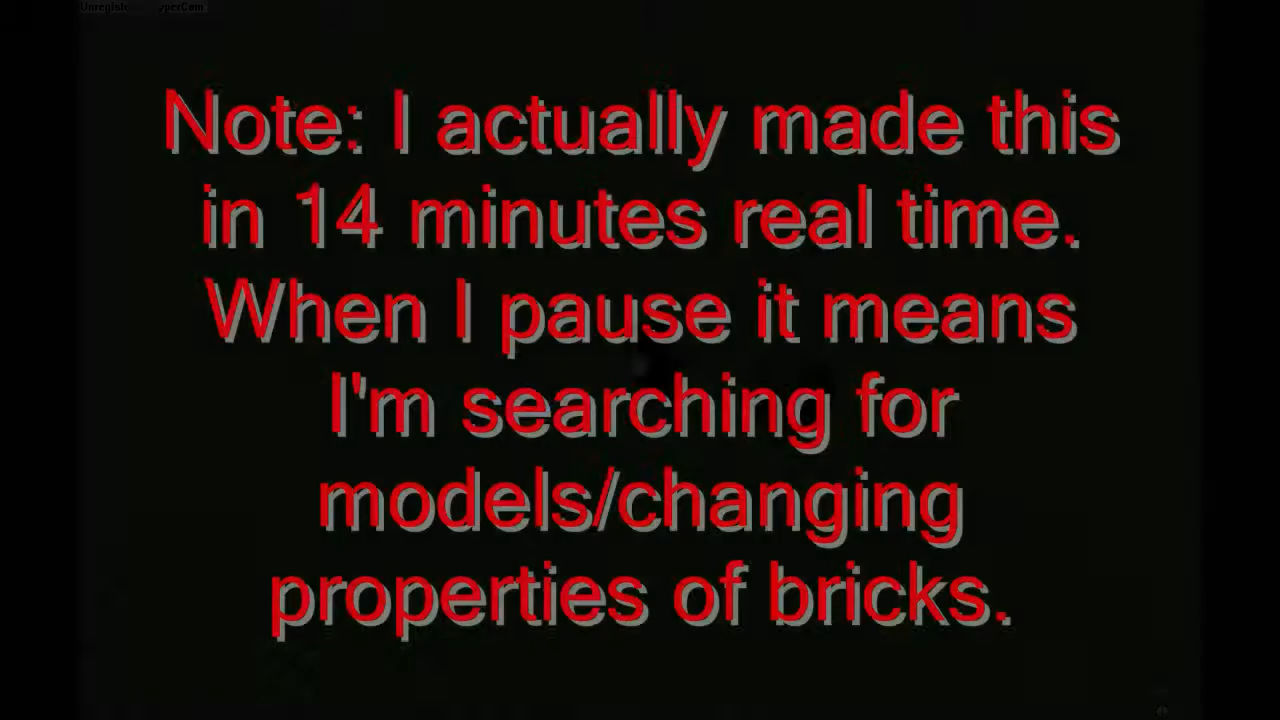 Note: I actually made this
in 14 minutes real time.
When I pause it means
I'm searching for
models/changing
properties of bricks.